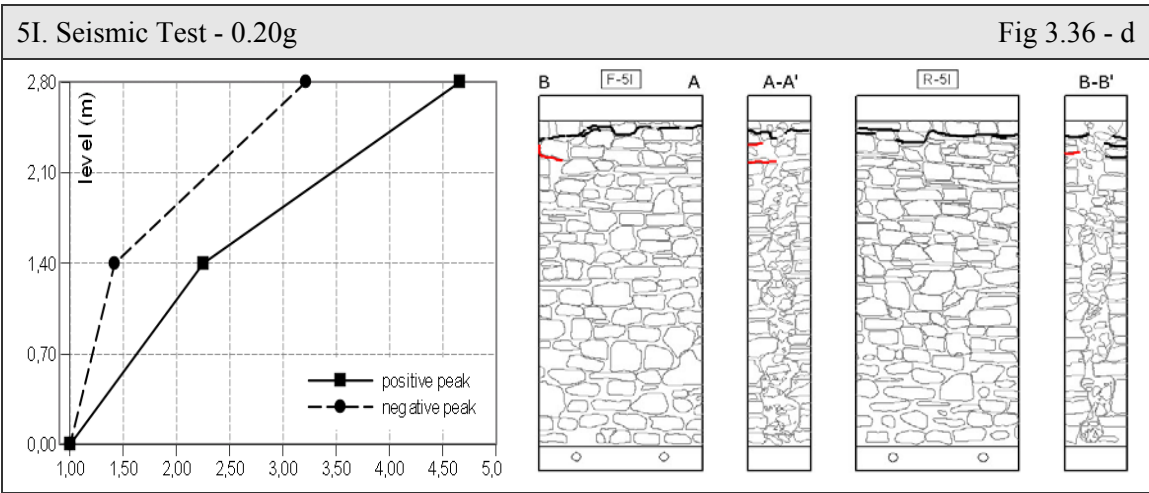 5I. Seismic Test - 0.20g Fig 3.36 - d
2,80
2,10
1,40
0,70
0,00
level (m)
1,00 1,50 2,00 2,50 3,00 3,50 4,00 4,50 5,0
positive peak
negative peak
B F-5I A
A-A'
R-5I
B-B'